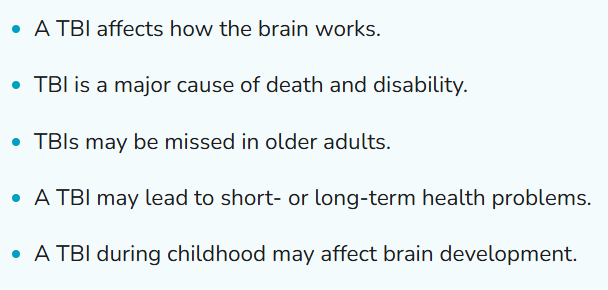 A TBI affects how the brain works.
TBI is a major cause of death and disability.
TBIs may be missed in older adults.
A TBI may lead to short- or long-term health problems.
A TBI during childhood may affect brain development.